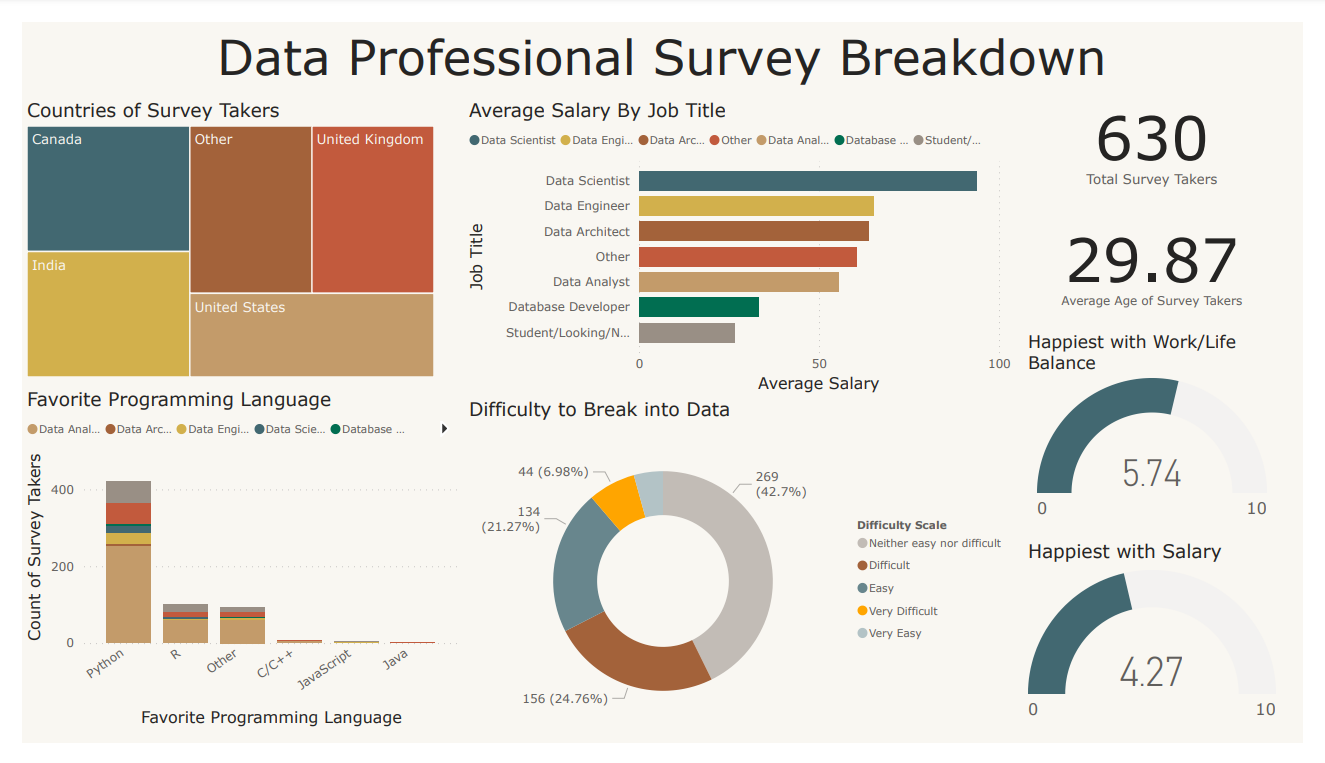 Data Professional Survey Breakdown
Countries of Survey Takers
Canada
Other
United Kingdom
India
United States
Average Salary By Job Title
Data Scientist Data Engi... Data Arc... Other Data Anal... Database ... Student/...
Job Title
Data Scientist
Data Engineer
Data Architect
Other
Data Analyst
Database Developer
Student/Looking/N...
0 50 100
Average Salary
630
Total Survey Takers
29.87
Average Age of Survey Takers
Happiest with Work/Life
Balance
5.74
0 10
Happiest with Salary
4.27
0 10
Favorite Programming Language
Data Anal... Data Arc... Data Engi... Data Scie... Database ...
Count of Survey Takers
400
200
0
Python R Other C/C++ JavaScript Java
Favorite Programming Language
Difficulty to Break into Data
44 (6.98%)
269
(42.7%)
134
(21.27%)
156 (24.76%)
Difficulty Scale
Neither easy nor difficult
Difficult
Easy
Very Difficult
Very Easy